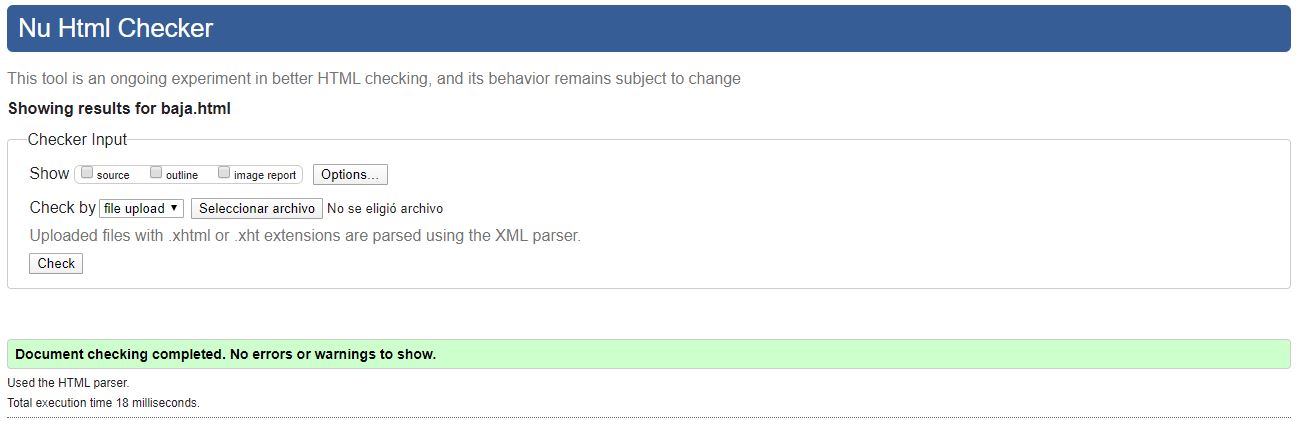 Nu Html Checker
This tool is an ongoing experiment in better HTML checking, and its behavior remains subject to change
Showing results for baja.html
Checker Input
Show source outline image report Options...
Check by file upload Seleccionar archivo No se eligió archivo
Uploaded files with .xhtml or .xht extensions are parsed using the XML parser.
Check
Document checking completed. No errors or warnings to show.
Used the HTML parser.
Total execution time 18 milliseconds.